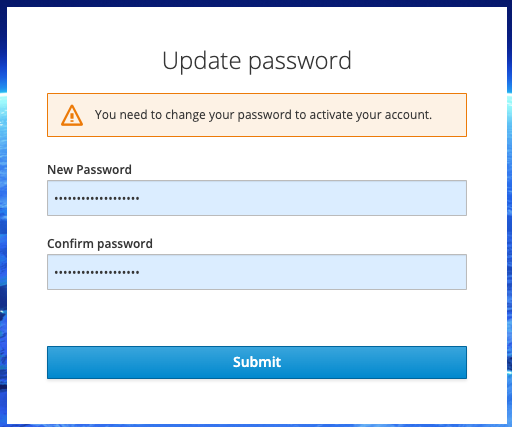 Update password
You need to change your password to activate your account.
New Password
••••••••••••••••••
Confirm password
••••••••••••••••••
Submit